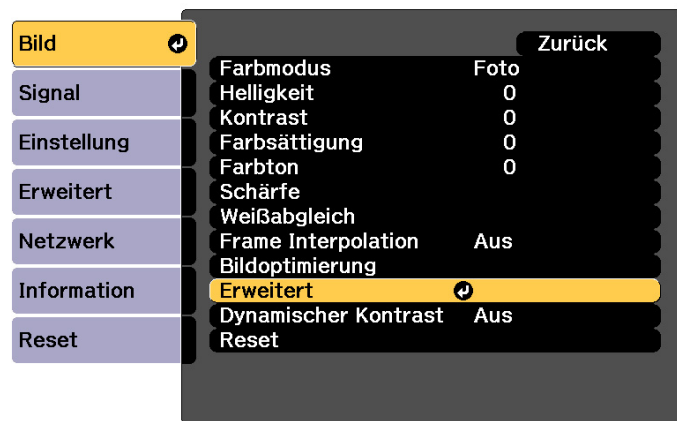 Bild
Signal
Einstellung
Erweitert
Netzwerk
Information
Reset
Zurück
Farbmodus Foto
Helligkeit 0
Kontrast 0
Farbsättigung 0
Farbton 0
Schärfe
Weißabgleich
Frame Interpolation Aus
Bildoptimierung
Erweitert
Dynamischer Kontrast Aus
Reset